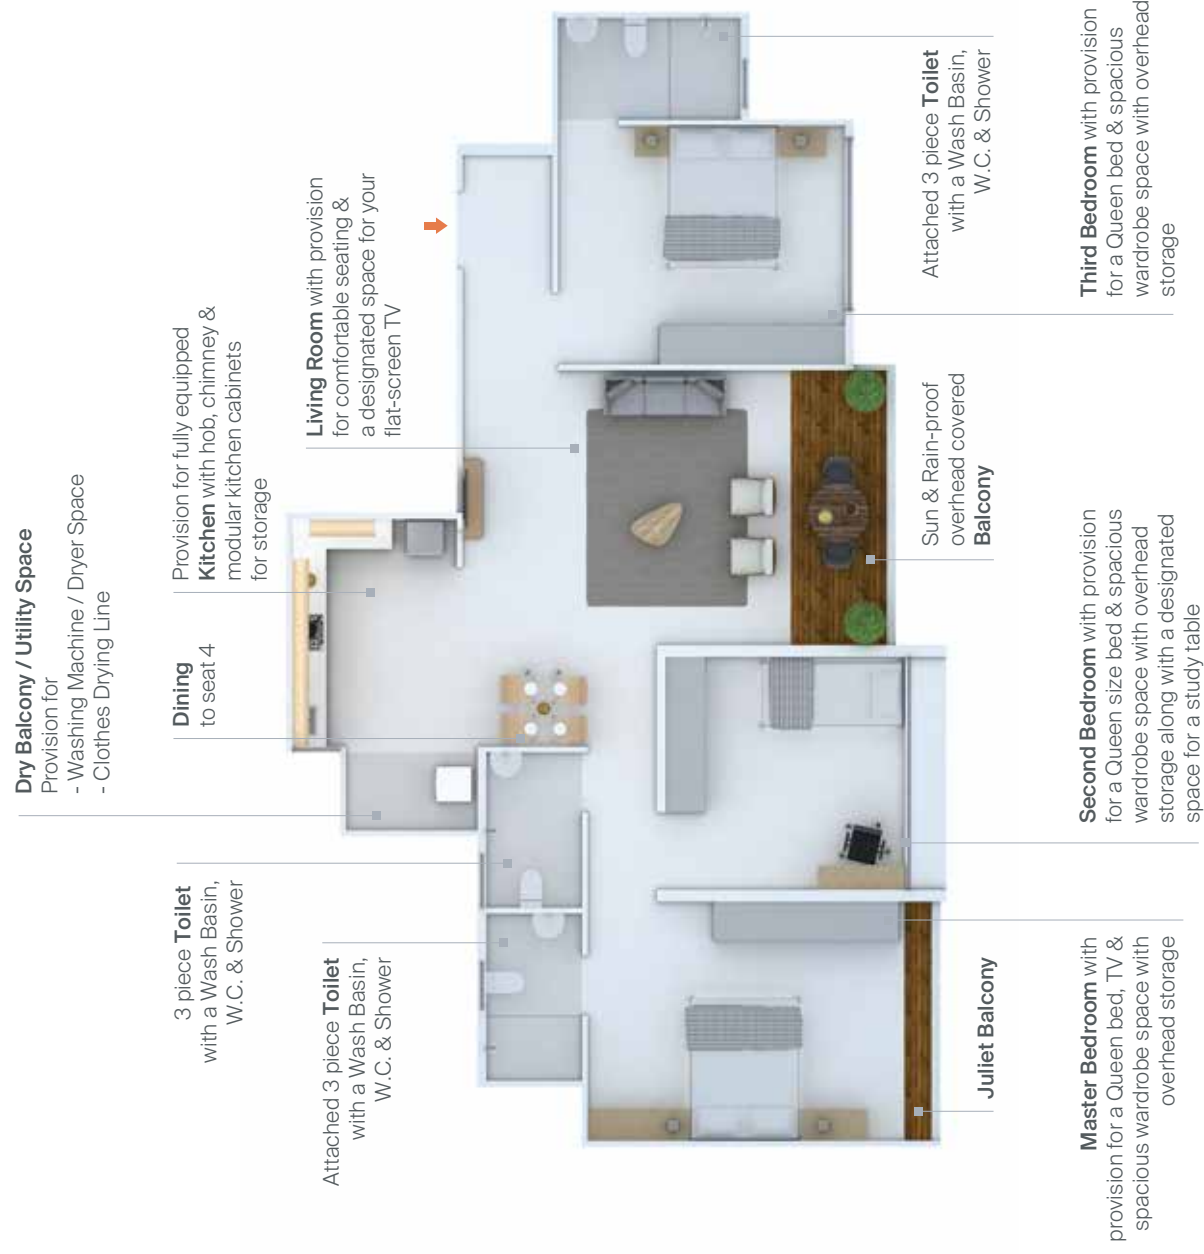 Dry Balcony / Utility Space
Provision for
- Washing Machine / Dryer Space
- Clothes Drying Line
Provision for fully equipped
Kitchen with hob, chimney &
modular kitchen cabinets
for storage
Dining
to seat 4
Living Room with provision
for comfortable seating &
a designated space for your
flat-screen TV
3 piece Toilet
with a Wash Basin,
W.C. & Shower
Attached 3 piece Toilet
with a Wash Basin,
W.C. & Shower
Attached 3 piece Toilet
with a Wash Basin,
W.C. & Shower
Sun & Rain-proof
overhead covered
Balcony
Juliet Balcony
Master Bedroom with
provision for a Queen bed, TV &
spacious wardrobe space with
overhead storage
Second Bedroom with provision
for a Queen size bed & spacious
wardrobe space with overhead
storage along with a designated
space for a study table
Third Bedroom with provision
for a Queen bed & spacious
wardrobe space with overhead
storage